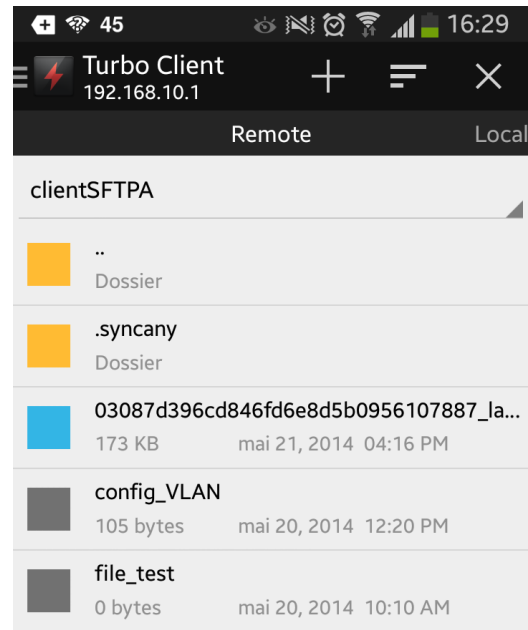 45
16:29
Turbo Client
192.168.10.1
Remote
Local
clientSFTPA
..
Dossier
.syncany
Dossier
03087d396cd846fd6e8d5b0956107887_la...
173 KB mai 21, 2014 04:16 PM
config_VLAN
105 bytes mai 20, 2014 12:20 PM
file_test
0 bytes mai 20, 2014 10:10 AM